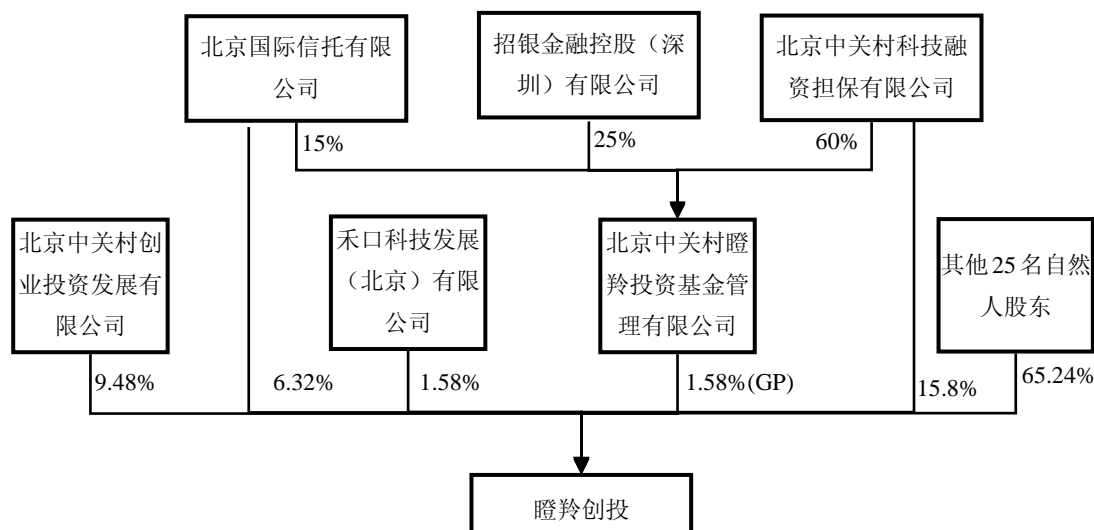 北京国际信托有限
公司
招银金融控股（深
圳）有限公司
北京中关村科技融
资担保有限公司
15%
25%
60%
北京中关村创
业投资发展有
限公司
禾口科技发展
（北京）有限
公司
北京中关村瞪
羚投资基金管
理有限公司
其他25名自然
人股东
9.48%
6.32%
1.58%
1.58%(GP)
15.8%
65.24%
瞪羚创投